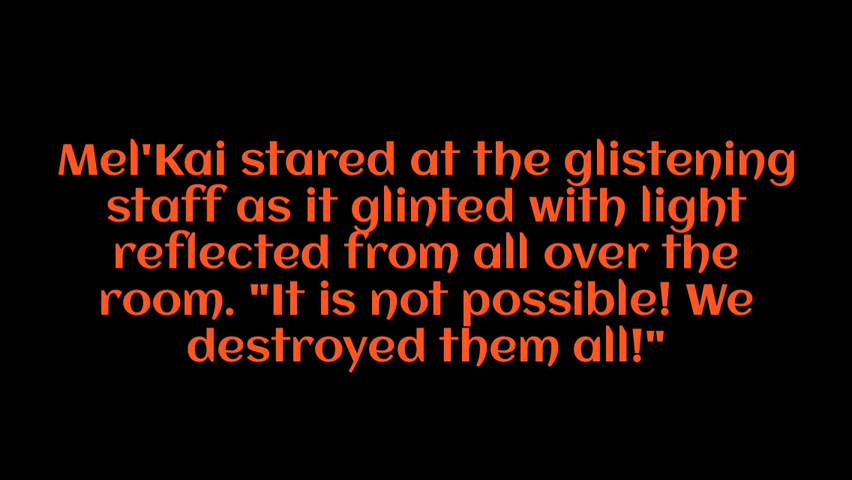 Mel'Kai stared at the glistening
staff as it glinted with light
reflected from all over the
room. "It is not possible! We
destroyed them all!"